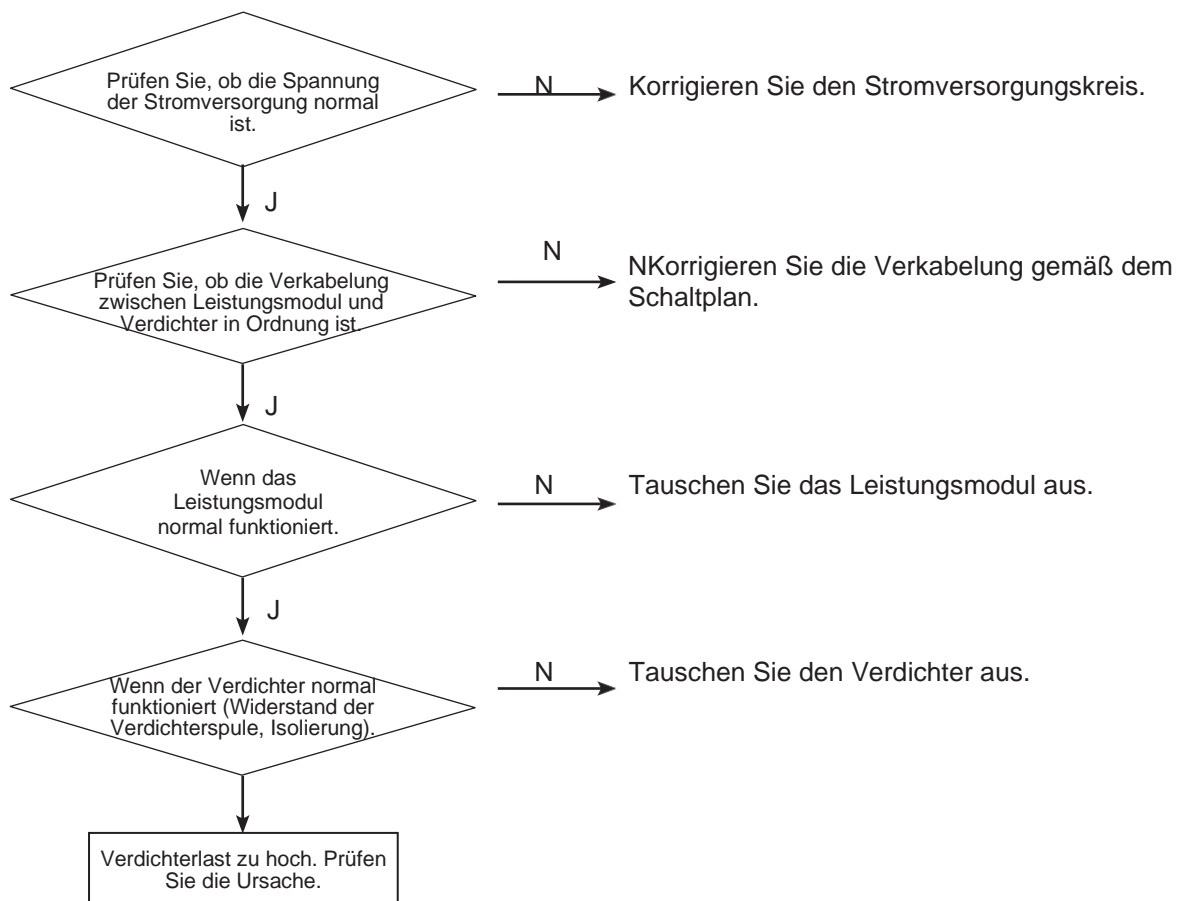 Prüfen Sie, ob die Spannung
der Stromversorgung normal
ist.
N
Korrigieren Sie den Stromversorgungskreis.
J
Prüfen Sie, ob die Verkabelung
zwischen Leistungsmodul und
Verdichter in Ordnung ist.
N
NKorrigieren Sie die Verkabelung gemäß dem
Schaltplan.
J
Wenn das
Leistungsmodul
normal funktioniert.
N
Tauschen Sie das Leistungsmodul aus.
J
Wenn der Verdichter normal
funktioniert (Widerstand der
Verdichterspule, Isolierung).
N
Tauschen Sie den Verdichter aus.
Verdichterlast zu hoch. Prüfen
Sie die Ursache.